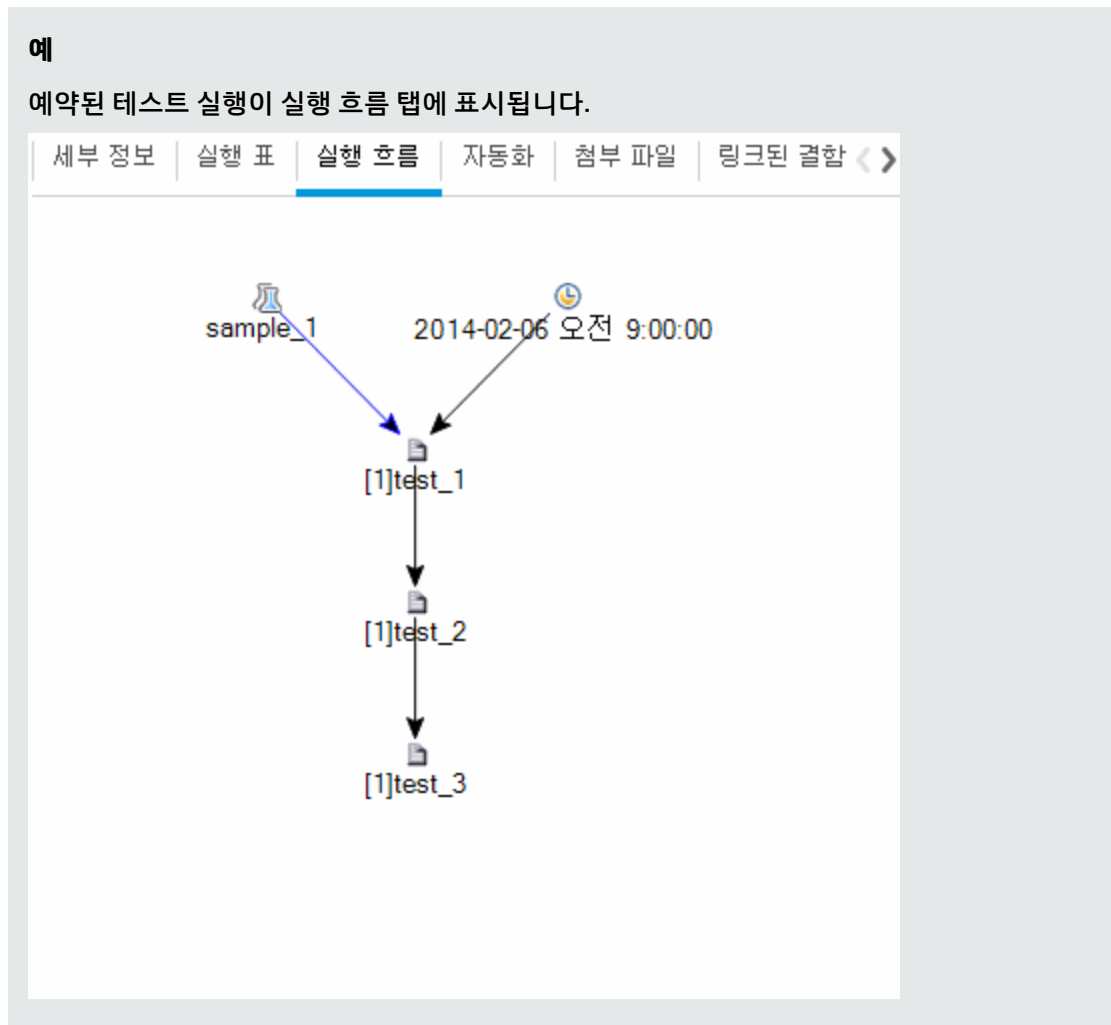 예
예약된 테스트 실행이 실행 흐름 탭에 표시됩니다.
세부 정보 실행 표 실행 흐름 자동화 첨부 파일 링크된 결함
sample_1 2014-02-06 오전 9:00:00
[1]test_1
[1]test_2
[1]test_3